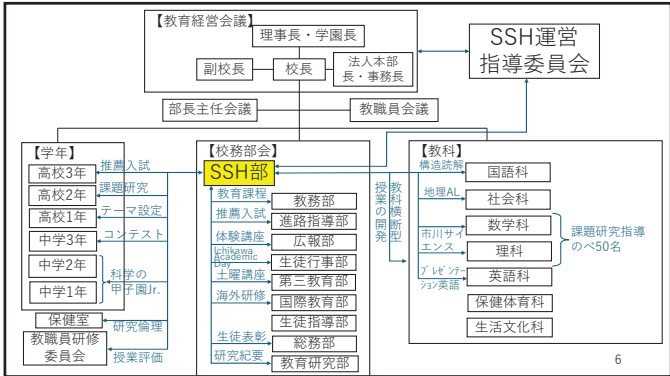 【教育経営会議】
理事長・学園長
副校長
校長
法人本部
長・事務長
SSH運営
指導委員会
部長主任会議
教職員会議
【学年】
高校3年
高校2年
高校1年
中学3年
中学2年
中学1年
保健室
教職員研修
委員会
推薦入試
課題研究
テーマ設定
コンテスト
科学の
甲子園Jr.
研究倫理
授業評価
【校務部会】
SSH部
教育課程
教務部
推薦入試
進路指導部
体験講座
広報部
Ichikawa
Academic
Day
生徒行事部
土曜講座
第三教育部
海外研修
国際教育部
生徒指導部
生徒表彰
総務部
研究紀要
教育研究部
教科横断型
授業の開発
【教科】
構造読解
国語科
地理AL
社会科
数学科
市川サイ
エンス
理科
プレゼンテー
ション英語
英語科
保健体育科
生活文化科
課題研究指導
のべ50名
6